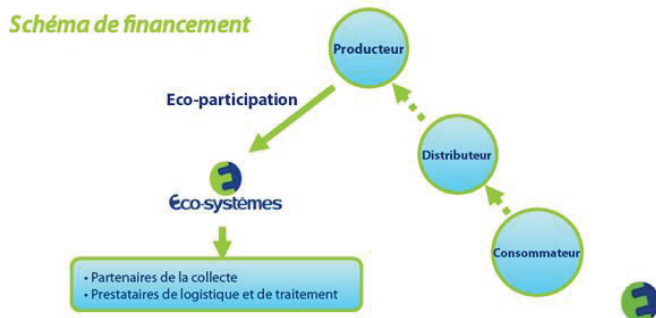 Schéma de financement
Producteur
Eco-participation
Distributeur
Éco-systèmes
Consommateur
• Partenaires de la collecte
• Prestataires de logistique et de traitement